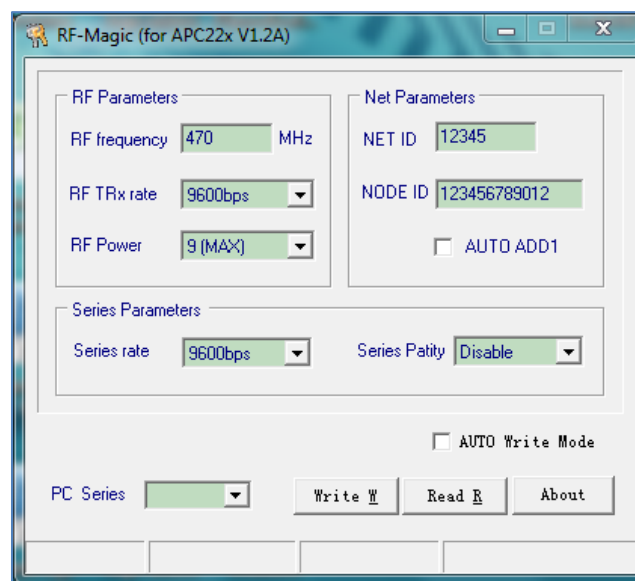 RF-Magic (for APC22x V1.2A)
RF Parameters
RF frequency 470 MHz
RF TRx rate 9600bps
RF Power 9 (MAX)
Net Parameters
NET ID 12345
NODE ID 123456789012
AUTO ADD1
Series Parameters
Series rate 9600bps
Series Patity Disable
AUTO Write Mode
PC Series
Write W
Read R
About